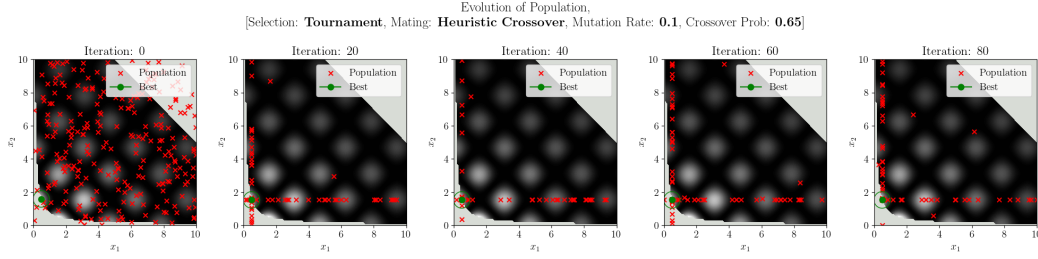 Evolution of Population,
[Selection: Tournament, Mating: Heuristic Crossover, Mutation Rate: 0.1, Crossover Prob: 0.65]
Iteration: 0
Population
Best
10
8
6
4
2
0
x2
0 2 4 6 8 10
x1
Iteration: 20
Population
Best
10
8
6
4
2
0
x2
0 2 4 6 8 10
x1
Iteration: 40
Population
Best
10
8
6
4
2
0
x2
0 2 4 6 8 10
x1
Iteration: 60
Population
Best
10
8
6
4
2
0
x2
0 2 4 6 8 10
x1
Iteration: 80
Population
Best
10
8
6
4
2
0
x2
0 2 4 6 8 10
x1